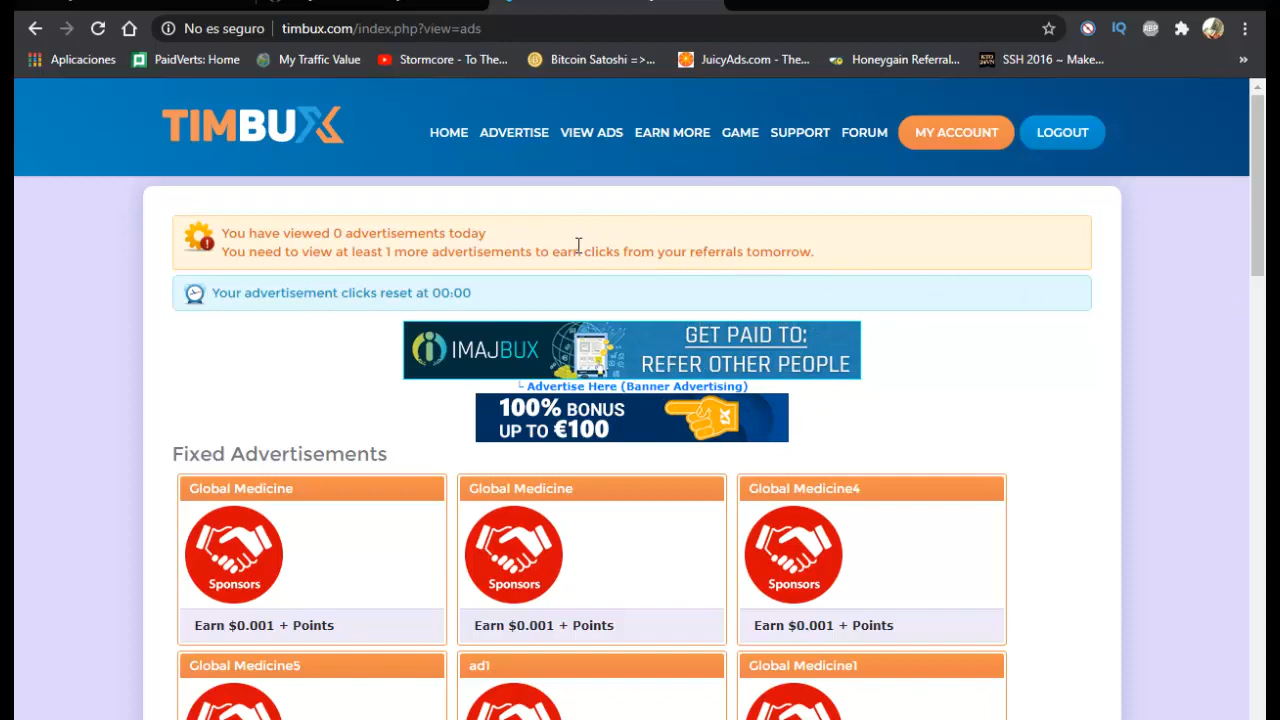 No es seguro timbux.com/index.php?view=ads
Aplicaciones PaidVerts: Home My Traffic Value Stormcore - To The... Bitcoin Satoshi =>... JuicyAds.com - The... Honeygain Referral... SSH 2016 ~ Make... »
IQ
ABP
TIMBUX
HOME ADVERTISE VIEW ADS EARN MORE GAME SUPPORT FORUM MY ACCOUNT LOGOUT
You have viewed 0 advertisements today
You need to view at least 1 more advertisements to earn clicks from your referrals tomorrow.
Your advertisement clicks reset at 00:00
IMAJBUX
GET PAID TO:
REFER OTHER PEOPLE
└ Advertise Here (Banner Advertising)
100% BONUS
UP TO €100
Fixed Advertisements
Global Medicine Global Medicine Global Medicine4
Sponsors Sponsors Sponsors
Earn $0.001 + Points Earn $0.001 + Points Earn $0.001 + Points
Global Medicine5 ad1 Global Medicine1